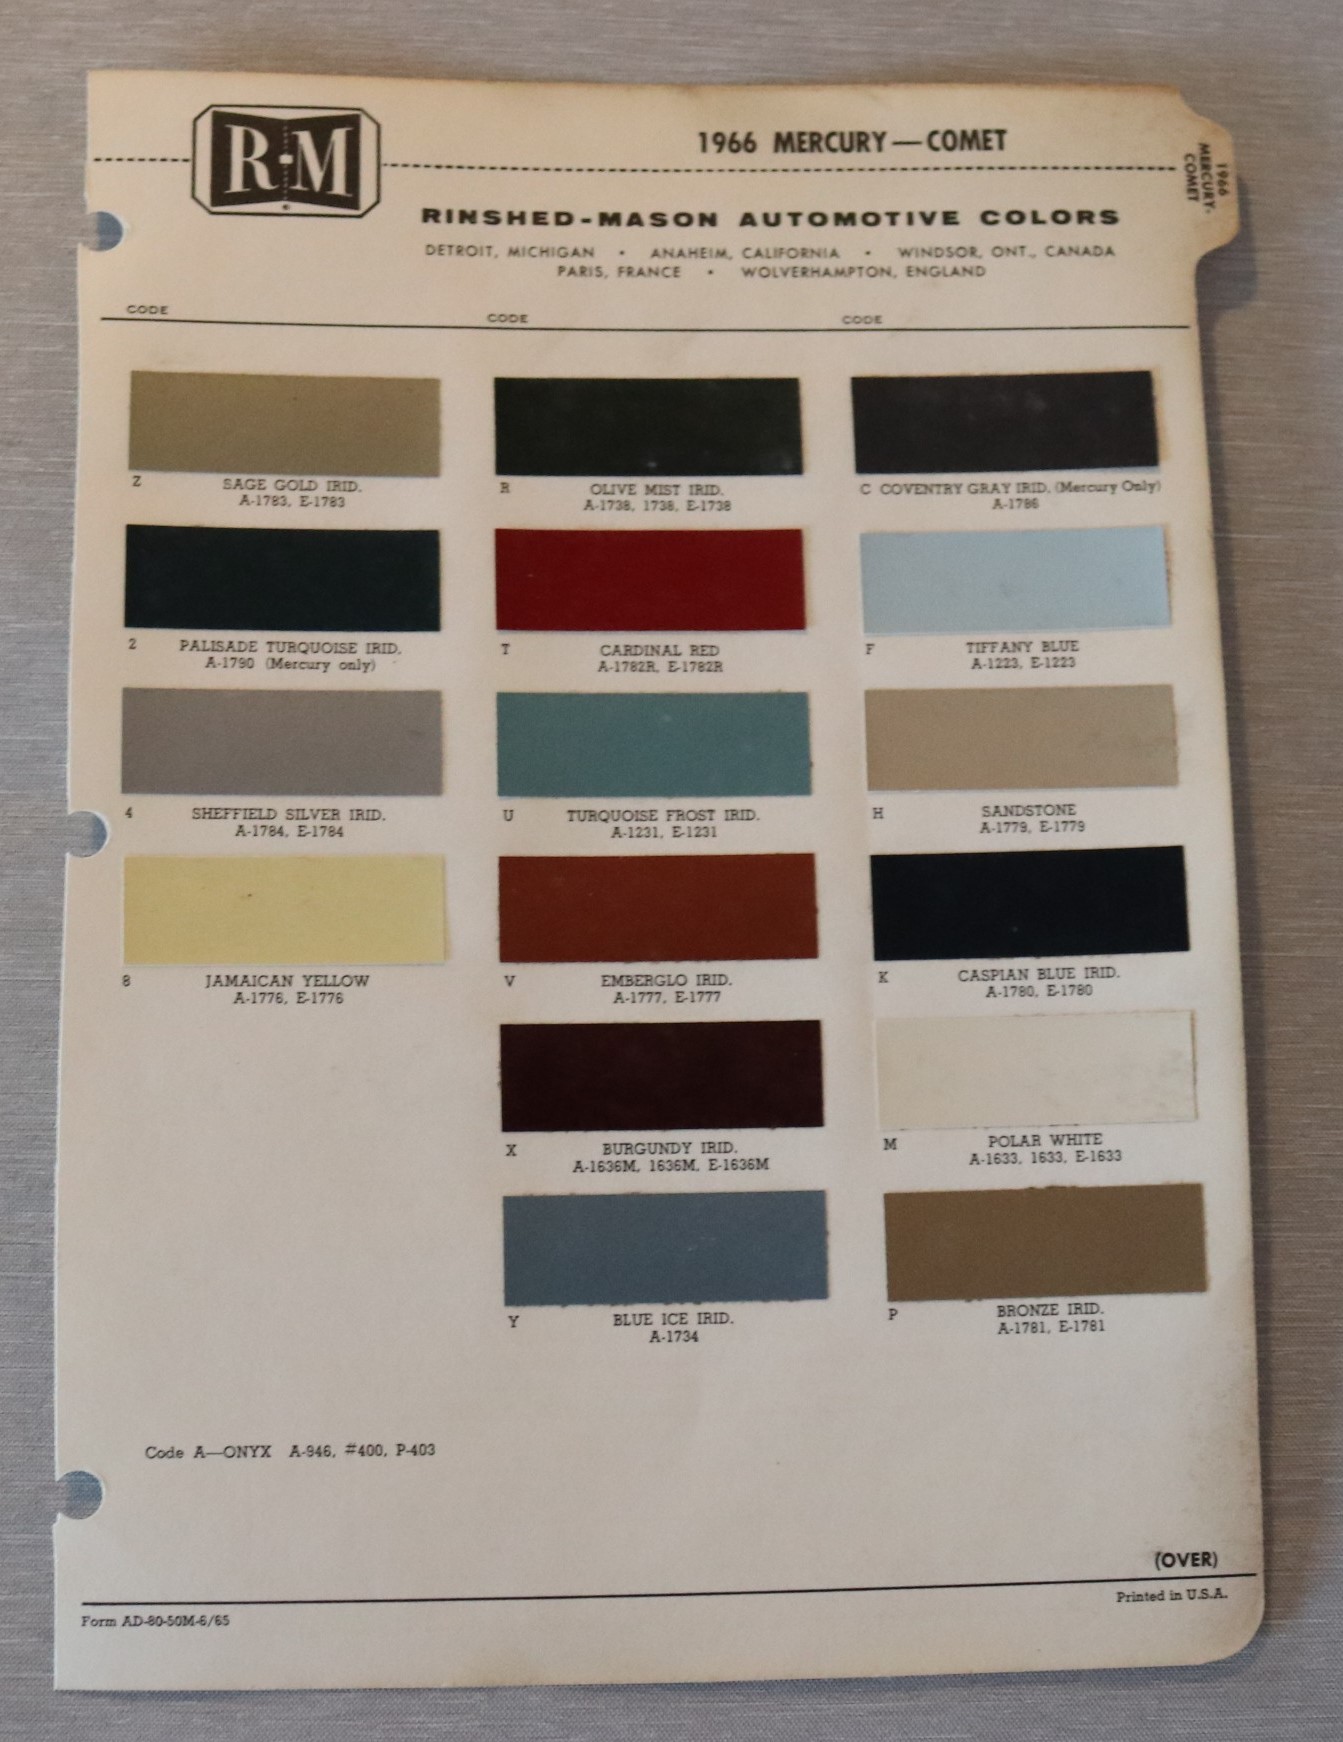 R-M
1966 MERCURY—COMET
1966
MERCURY-
COMET
RINSHED-MASON AUTOMOTIVE COLORS
DETROIT, MICHIGAN • ANAHEIM, CALIFORNIA • WINDSOR, ONT., CANADA
PARIS, FRANCE • WOLVERHAMPTON, ENGLAND
CODE CODE CODE
Z SAGE GOLD IRID.
A-1783, E-1783
R OLIVE MIST IRID.
A-1738, 1738, E-1738
C COVENTRY GRAY IRID. (Mercury Only)
A-1786
2 PALISADE TURQUOISE IRID.
A-1790 (Mercury only)
T CARDINAL RED
A-1782R, E-1782R
F TIFFANY BLUE
A-1223, E-1223
4 SHEFFIELD SILVER IRID.
A-1784, E-1784
U TURQUOISE FROST IRID.
A-1231, E-1231
H SANDSTONE
A-1779, E-1779
8 JAMAICAN YELLOW
A-1776, E-1776
V EMBERGLO IRID.
A-1777, E-1777
K CASPIAN BLUE IRID.
A-1780, E-1780
X BURGUNDY IRID.
A-1636M, 1636M, E-1636M
M POLAR WHITE
A-1633, 1633, E-1633
Y BLUE ICE IRID.
A-1734
P BRONZE IRID.
A-1781, E-1781
Code A—ONYX A-946, #400, P-403
(OVER)
Form AD-80-50M-6/65
Printed in U.S.A.